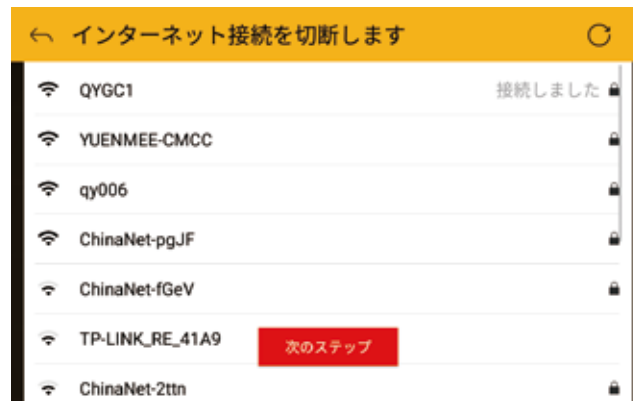 インターネット接続を切断します
QYGC1 接続しました
YUENMEE-CMCC
qy006
ChinaNet-pgJF
ChinaNet-fGeV
TP-LINK_RE_41A9
次のステップ
ChinaNet-2ttn